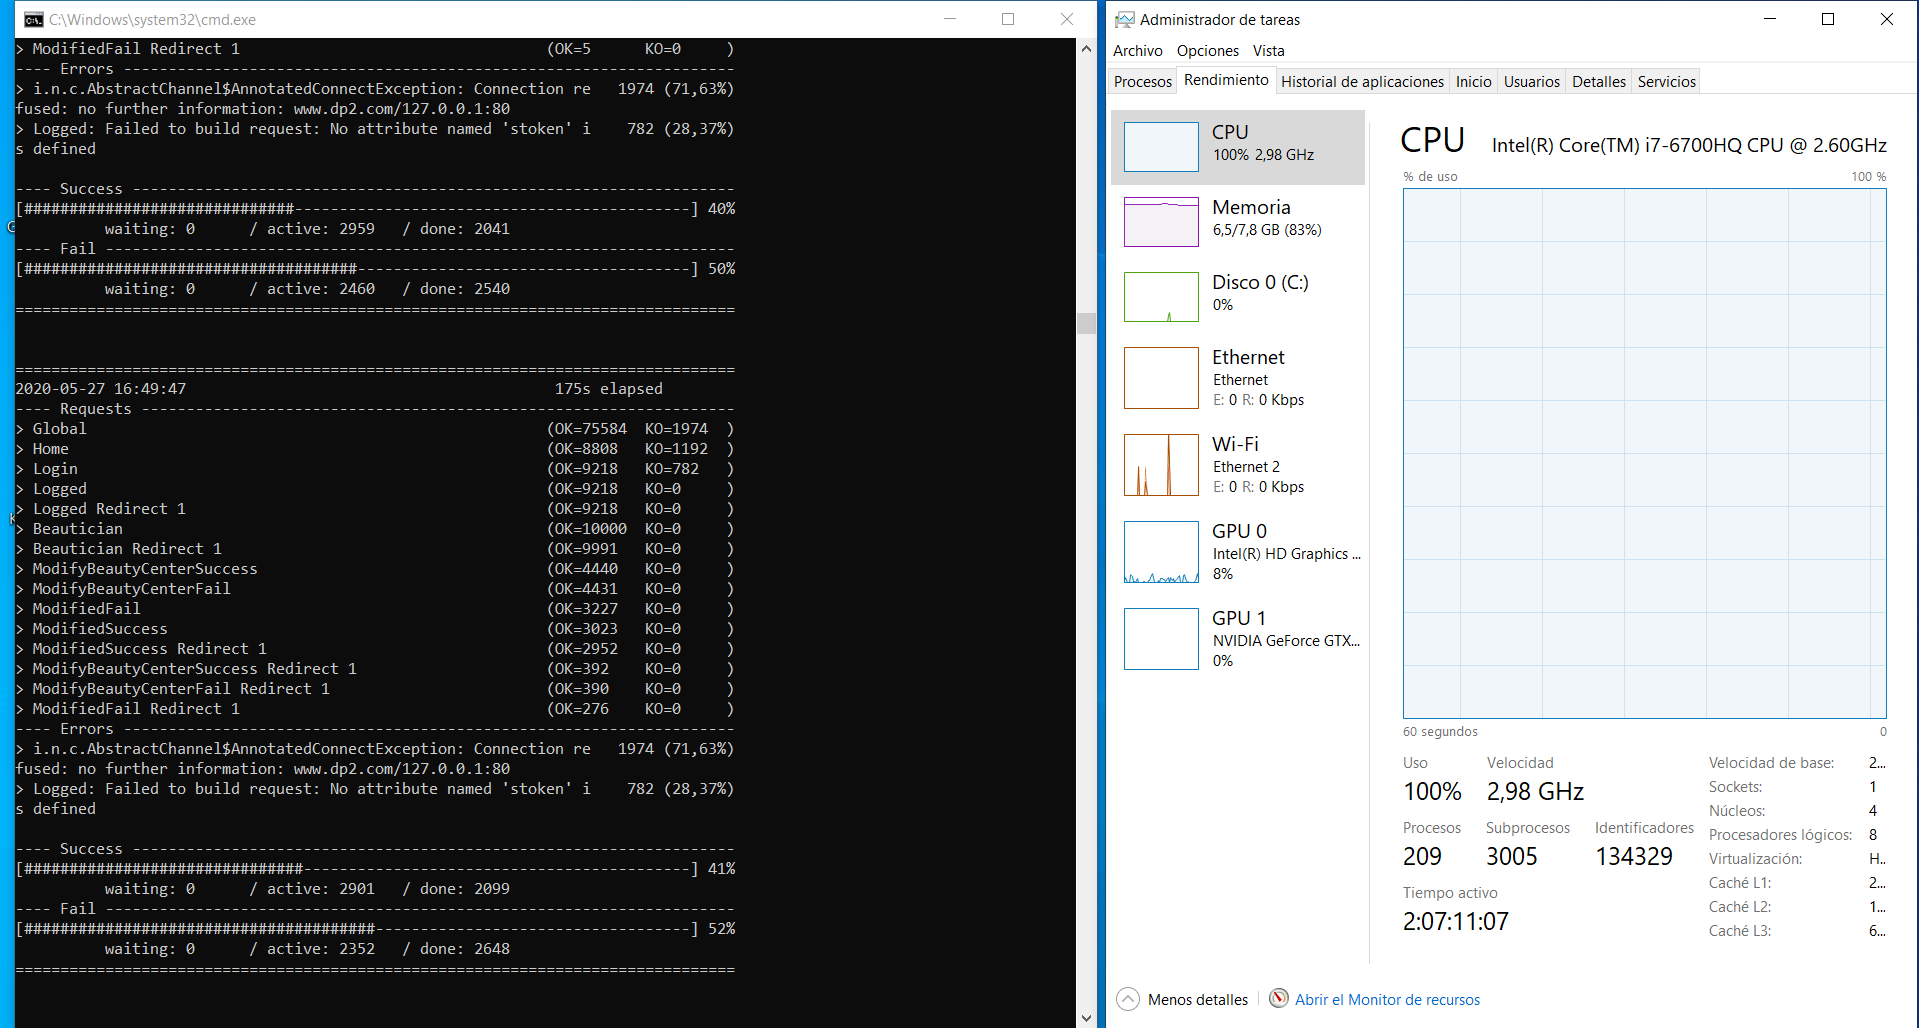 C:\Windows\system32\cmd.exe
> ModifiedFail Redirect 1                                  (OK=5      KO=0     )
---- Errors --------------------------------------------------------------------
> i.n.c.AbstractChannel$AnnotatedConnectException: Connection re   1974 (71,63%)
fused: no further information: www.dp2.com/127.0.0.1:80
> Logged: Failed to build request: No attribute named 'stoken' i    782 (28,37%)
s defined
---- Success -------------------------------------------------------------------
[##############################--------------------------------------------] 40%
          waiting: 0      / active: 2959   / done: 2041
---- Fail ----------------------------------------------------------------------
[#####################################-------------------------------------] 50%
          waiting: 0      / active: 2460   / done: 2540
================================================================================
================================================================================
2020-05-27 16:49:47                                         175s elapsed
---- Requests ------------------------------------------------------------------
> Global                                                   (OK=75584  KO=1974  )
> Home                                                     (OK=8808   KO=1192  )
> Login                                                    (OK=9218   KO=782   )
> Logged                                                   (OK=9218   KO=0     )
> Logged Redirect 1                                        (OK=9218   KO=0     )
> Beautician                                               (OK=10000  KO=0     )
> Beautician Redirect 1                                    (OK=9991   KO=0     )
> ModifyBeautyCenterSuccess                                (OK=4440   KO=0     )
> ModifyBeautyCenterFail                                   (OK=4431   KO=0     )
> ModifiedFail                                             (OK=3227   KO=0     )
> ModifiedSuccess                                          (OK=3023   KO=0     )
> ModifiedSuccess Redirect 1                               (OK=2952   KO=0     )
> ModifyBeautyCenterSuccess Redirect 1                     (OK=392    KO=0     )
> ModifyBeautyCenterFail Redirect 1                        (OK=390    KO=0     )
> ModifiedFail Redirect 1                                  (OK=276    KO=0     )
---- Errors --------------------------------------------------------------------
> i.n.c.AbstractChannel$AnnotatedConnectException: Connection re   1974 (71,63%)
fused: no further information: www.dp2.com/127.0.0.1:80
> Logged: Failed to build request: No attribute named 'stoken' i    782 (28,37%)
s defined
---- Success -------------------------------------------------------------------
[###############################-------------------------------------------] 41%
          waiting: 0      / active: 2901   / done: 2099
---- Fail ----------------------------------------------------------------------
[#######################################-----------------------------------] 52%
          waiting: 0      / active: 2352   / done: 2648
================================================================================
Administrador de tareas
Archivo Opciones Vista
Procesos Rendimiento Historial de aplicaciones Inicio Usuarios Detalles Servicios
CPU
100% 2,98 GHz
Memoria
6,5/7,8 GB (83%)
Disco 0 (C:)
0%
Ethernet
Ethernet
E: 0 R: 0 Kbps
Wi-Fi
Ethernet 2
E: 0 R: 0 Kbps
GPU 0
Intel(R) HD Graphics ...
8%
GPU 1
NVIDIA GeForce GTX...
0%
CPU Intel(R) Core(TM) i7-6700HQ CPU @ 2.60GHz
% de uso 100 %
60 segundos 0
Uso Velocidad
100% 2,98 GHz
Procesos Subprocesos Identificadores
209 3005 134329
Tiempo activo
2:07:11:07
Velocidad de base: 2...
Sockets: 1
Núcleos: 4
Procesadores lógicos: 8
Virtualización: H..
Caché L1: 2...
Caché L2: 1...
Caché L3: 6...
Menos detalles Abrir el Monitor de recursos